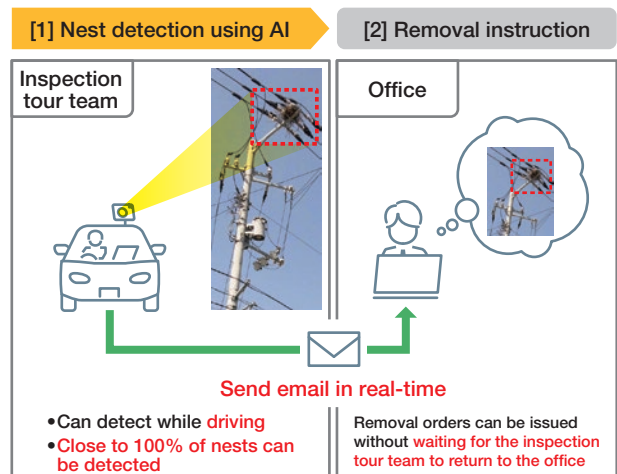 [1] Nest detection using AI
[2] Removal instruction
Inspection
tour team
Office
Send email in real-time
•Can detect while driving
•Close to 100% of nests can
be detected
Removal orders can be issued
without waiting for the inspection
tour team to return to the office